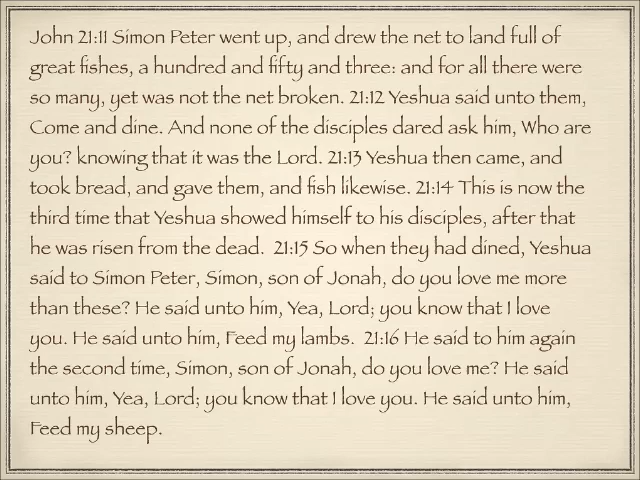 John 21:11 Simon Peter went up, and drew the net to land full of
great fishes, a hundred and fifty and three: and for all there were
so many, yet was not the net broken. 21:12 Yeshua said unto them,
Come and dine. And none of the disciples dared ask him, Who are
you? knowing that it was the Lord. 21:13 Yeshua then came, and
took bread, and gave them, and fish likewise. 21:14 This is now the
third time that Yeshua showed himself to his disciples, after that
he was risen from the dead.  21:15 So when they had dined, Yeshua
said to Simon Peter, Simon, son of Jonah, do you love me more
than these? He said unto him, Yea, Lord; you know that I love
you. He said unto him, Feed my lambs.  21:16 He said to him again
the second time, Simon, son of Jonah, do you love me? He said
unto him, Yea, Lord; you know that I love you. He said unto him,
Feed my sheep.